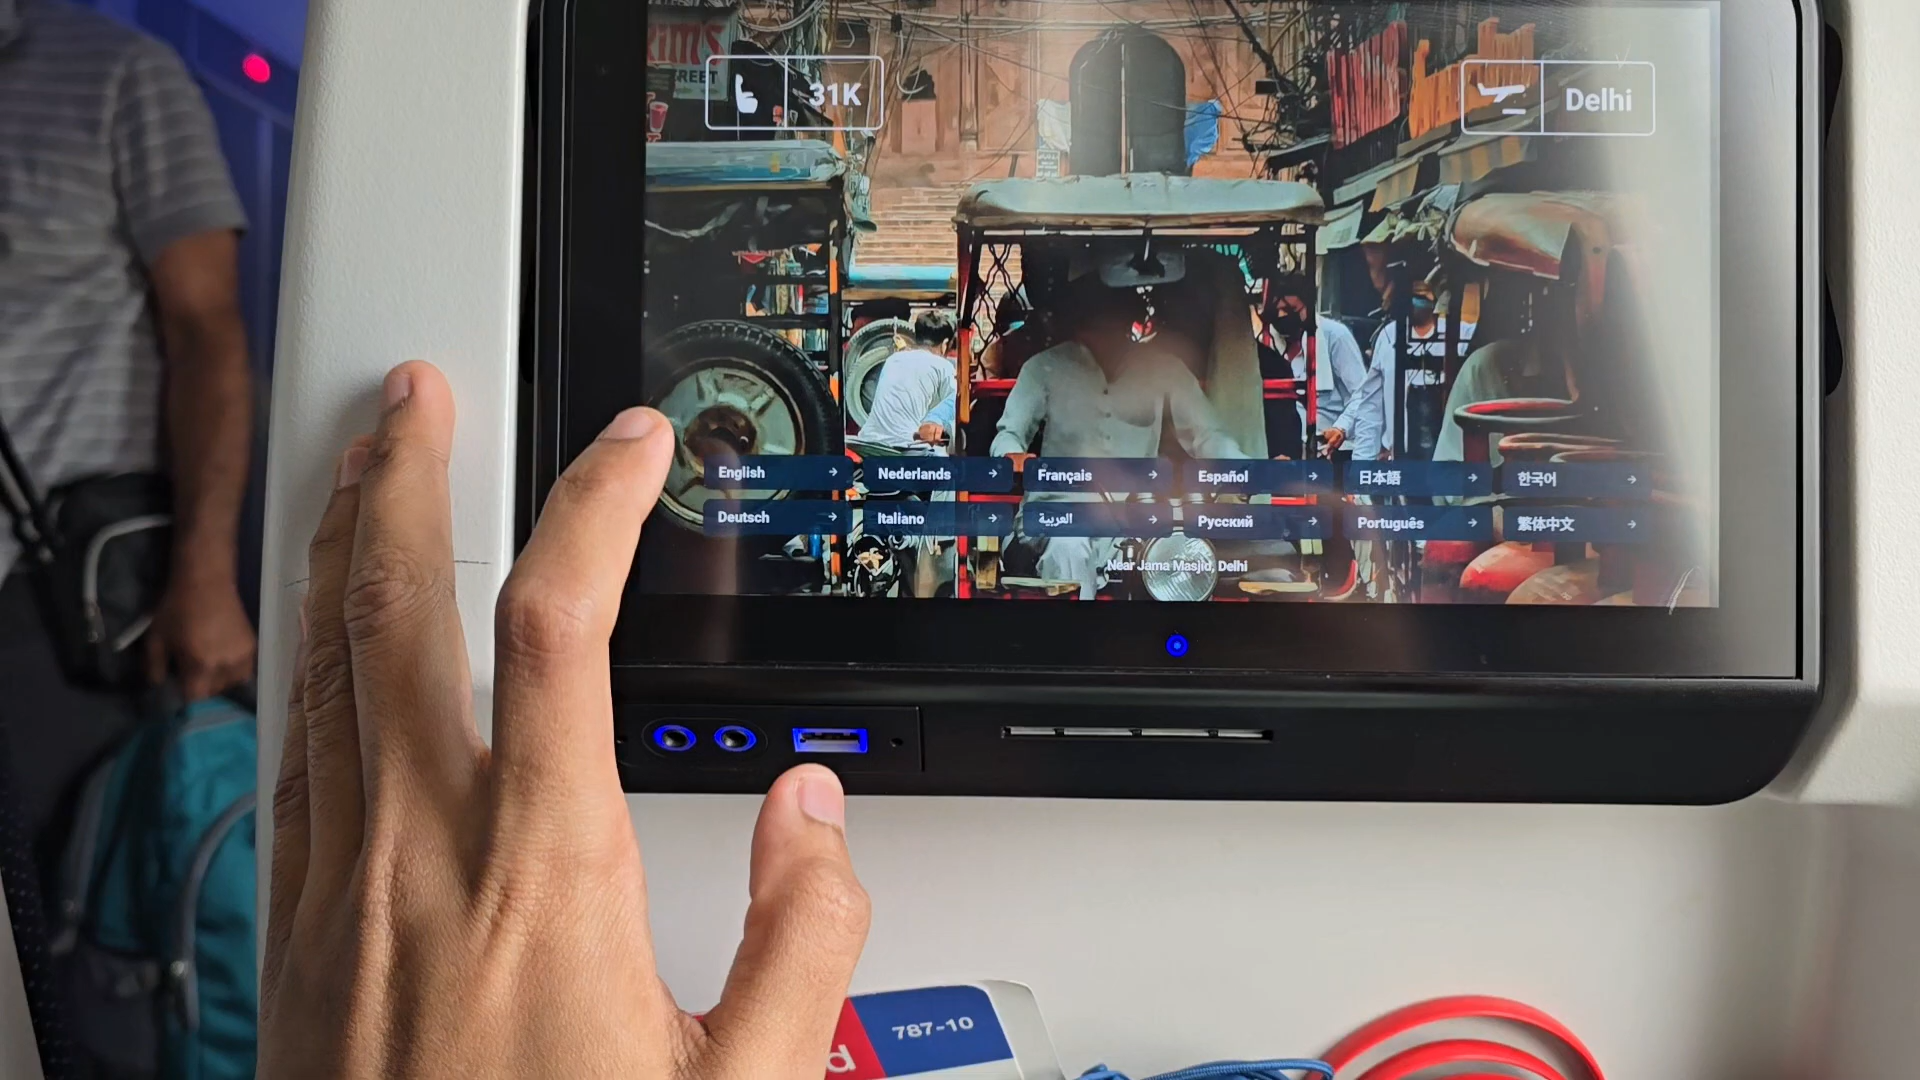 REET
31K
Delhi
English
Nederlands
Français
Español
日本語
한국어
Deutsch
Italiano
العربية
Русский
Português
繁体中文
Near Jama Masjid, Delhi
787-10